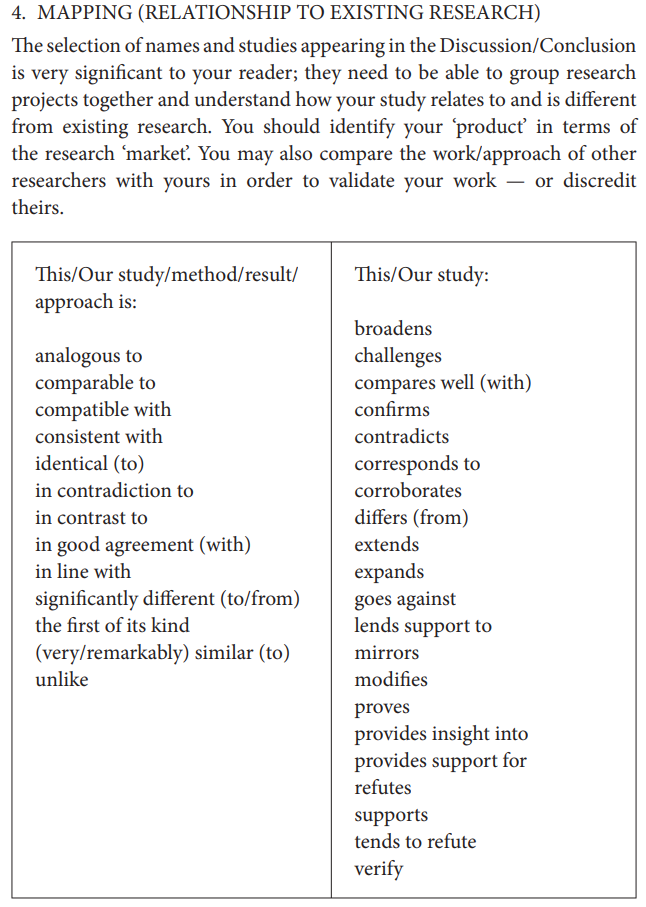 4. MAPPING (RELATIONSHIP TO EXISTING RESEARCH)
The selection of names and studies appearing in the Discussion/Conclusion
is very significant to your reader; they need to be able to group research
projects together and understand how your study relates to and is different
from existing research. You should identify your ‘product’ in terms of
the research ‘market’. You may also compare the work/approach of other
researchers with yours in order to validate your work — or discredit
theirs.
This/Our study/method/result/
approach is:
analogous to
comparable to
compatible with
consistent with
identical (to)
in contradiction to
in contrast to
in good agreement (with)
in line with
significantly different (to/from)
the first of its kind
(very/remarkably) similar (to)
unlike
This/Our study:
broadens
challenges
compares well (with)
confirms
contradicts
corresponds to
corroborates
differs (from)
extends
expands
goes against
lends support to
mirrors
modifies
proves
provides insight into
provides support for
refutes
supports
tends to refute
verify